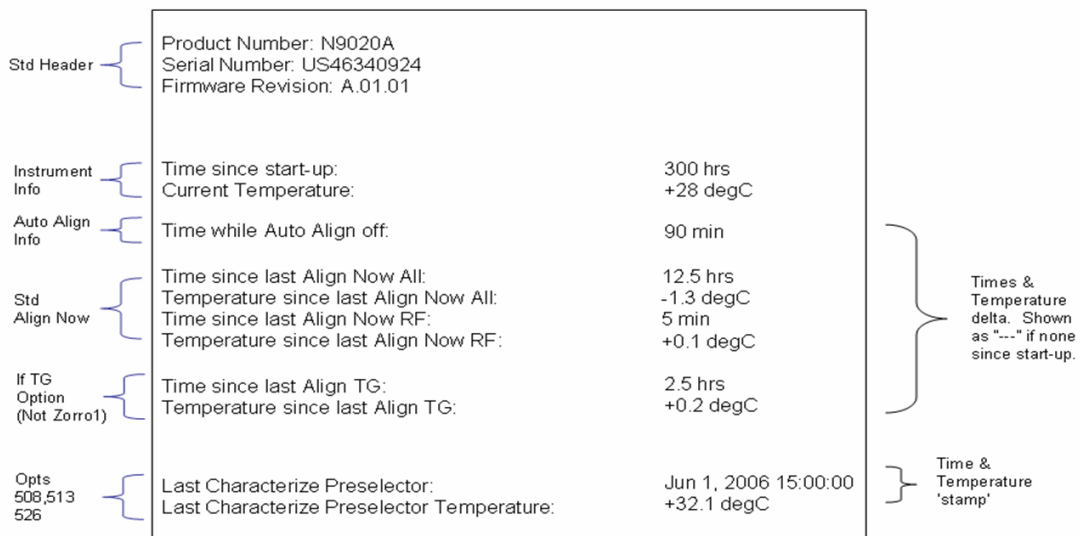 Std Header
Product Number: N9020A
Serial Number: US46340924
Firmware Revision: A.01.01
Instrument
Info
Time since start-up: 300 hrs
Current Temperature: +28 degC
Auto Align
Info
Time while Auto Align off: 90 min
Std
Align Now
Time since last Align Now All: 12.5 hrs
Temperature since last Align Now All: -1.3 degC
Time since last Align Now RF: 5 min
Temperature since last Align Now RF: +0.1 degC
If TG
Option
(Not Zorro1)
Time since last Align TG: 2.5 hrs
Temperature since last Align TG: +0.2 degC
Times &
Temperature
delta. Shown
as "---" if none
since start-up.
Opts
508,513
526
Last Characterize Preselector: Jun 1, 2006 15:00:00
Last Characterize Preselector Temperature: +32.1 degC
Time &
Temperature
'stamp'